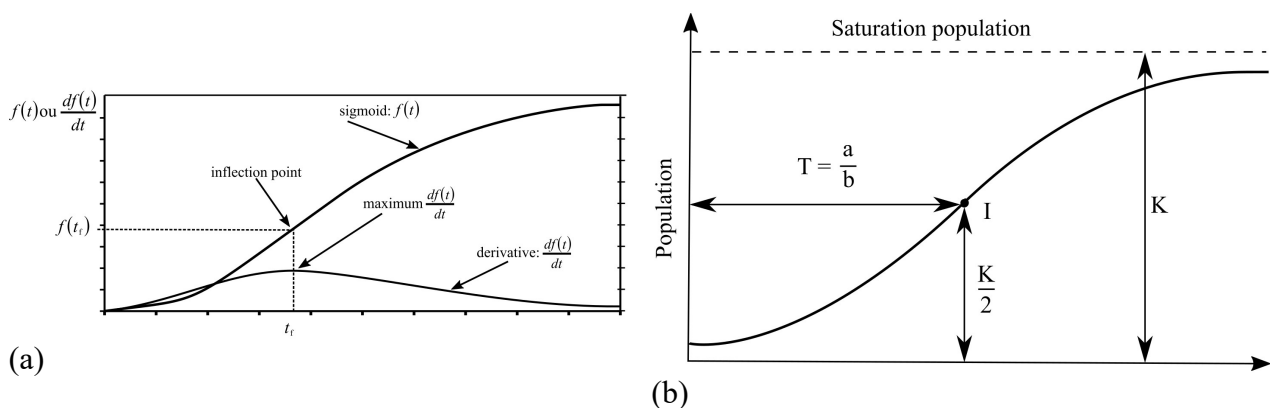 f(t)ou df(t)/dt
sigmoid: f(t)
inflection point
maximum df(t)/dt
f(t_f)
derivative: df(t)/dt
t_f
(a)
Saturation population
Population
T = a/b
I
K
K/2
(b)